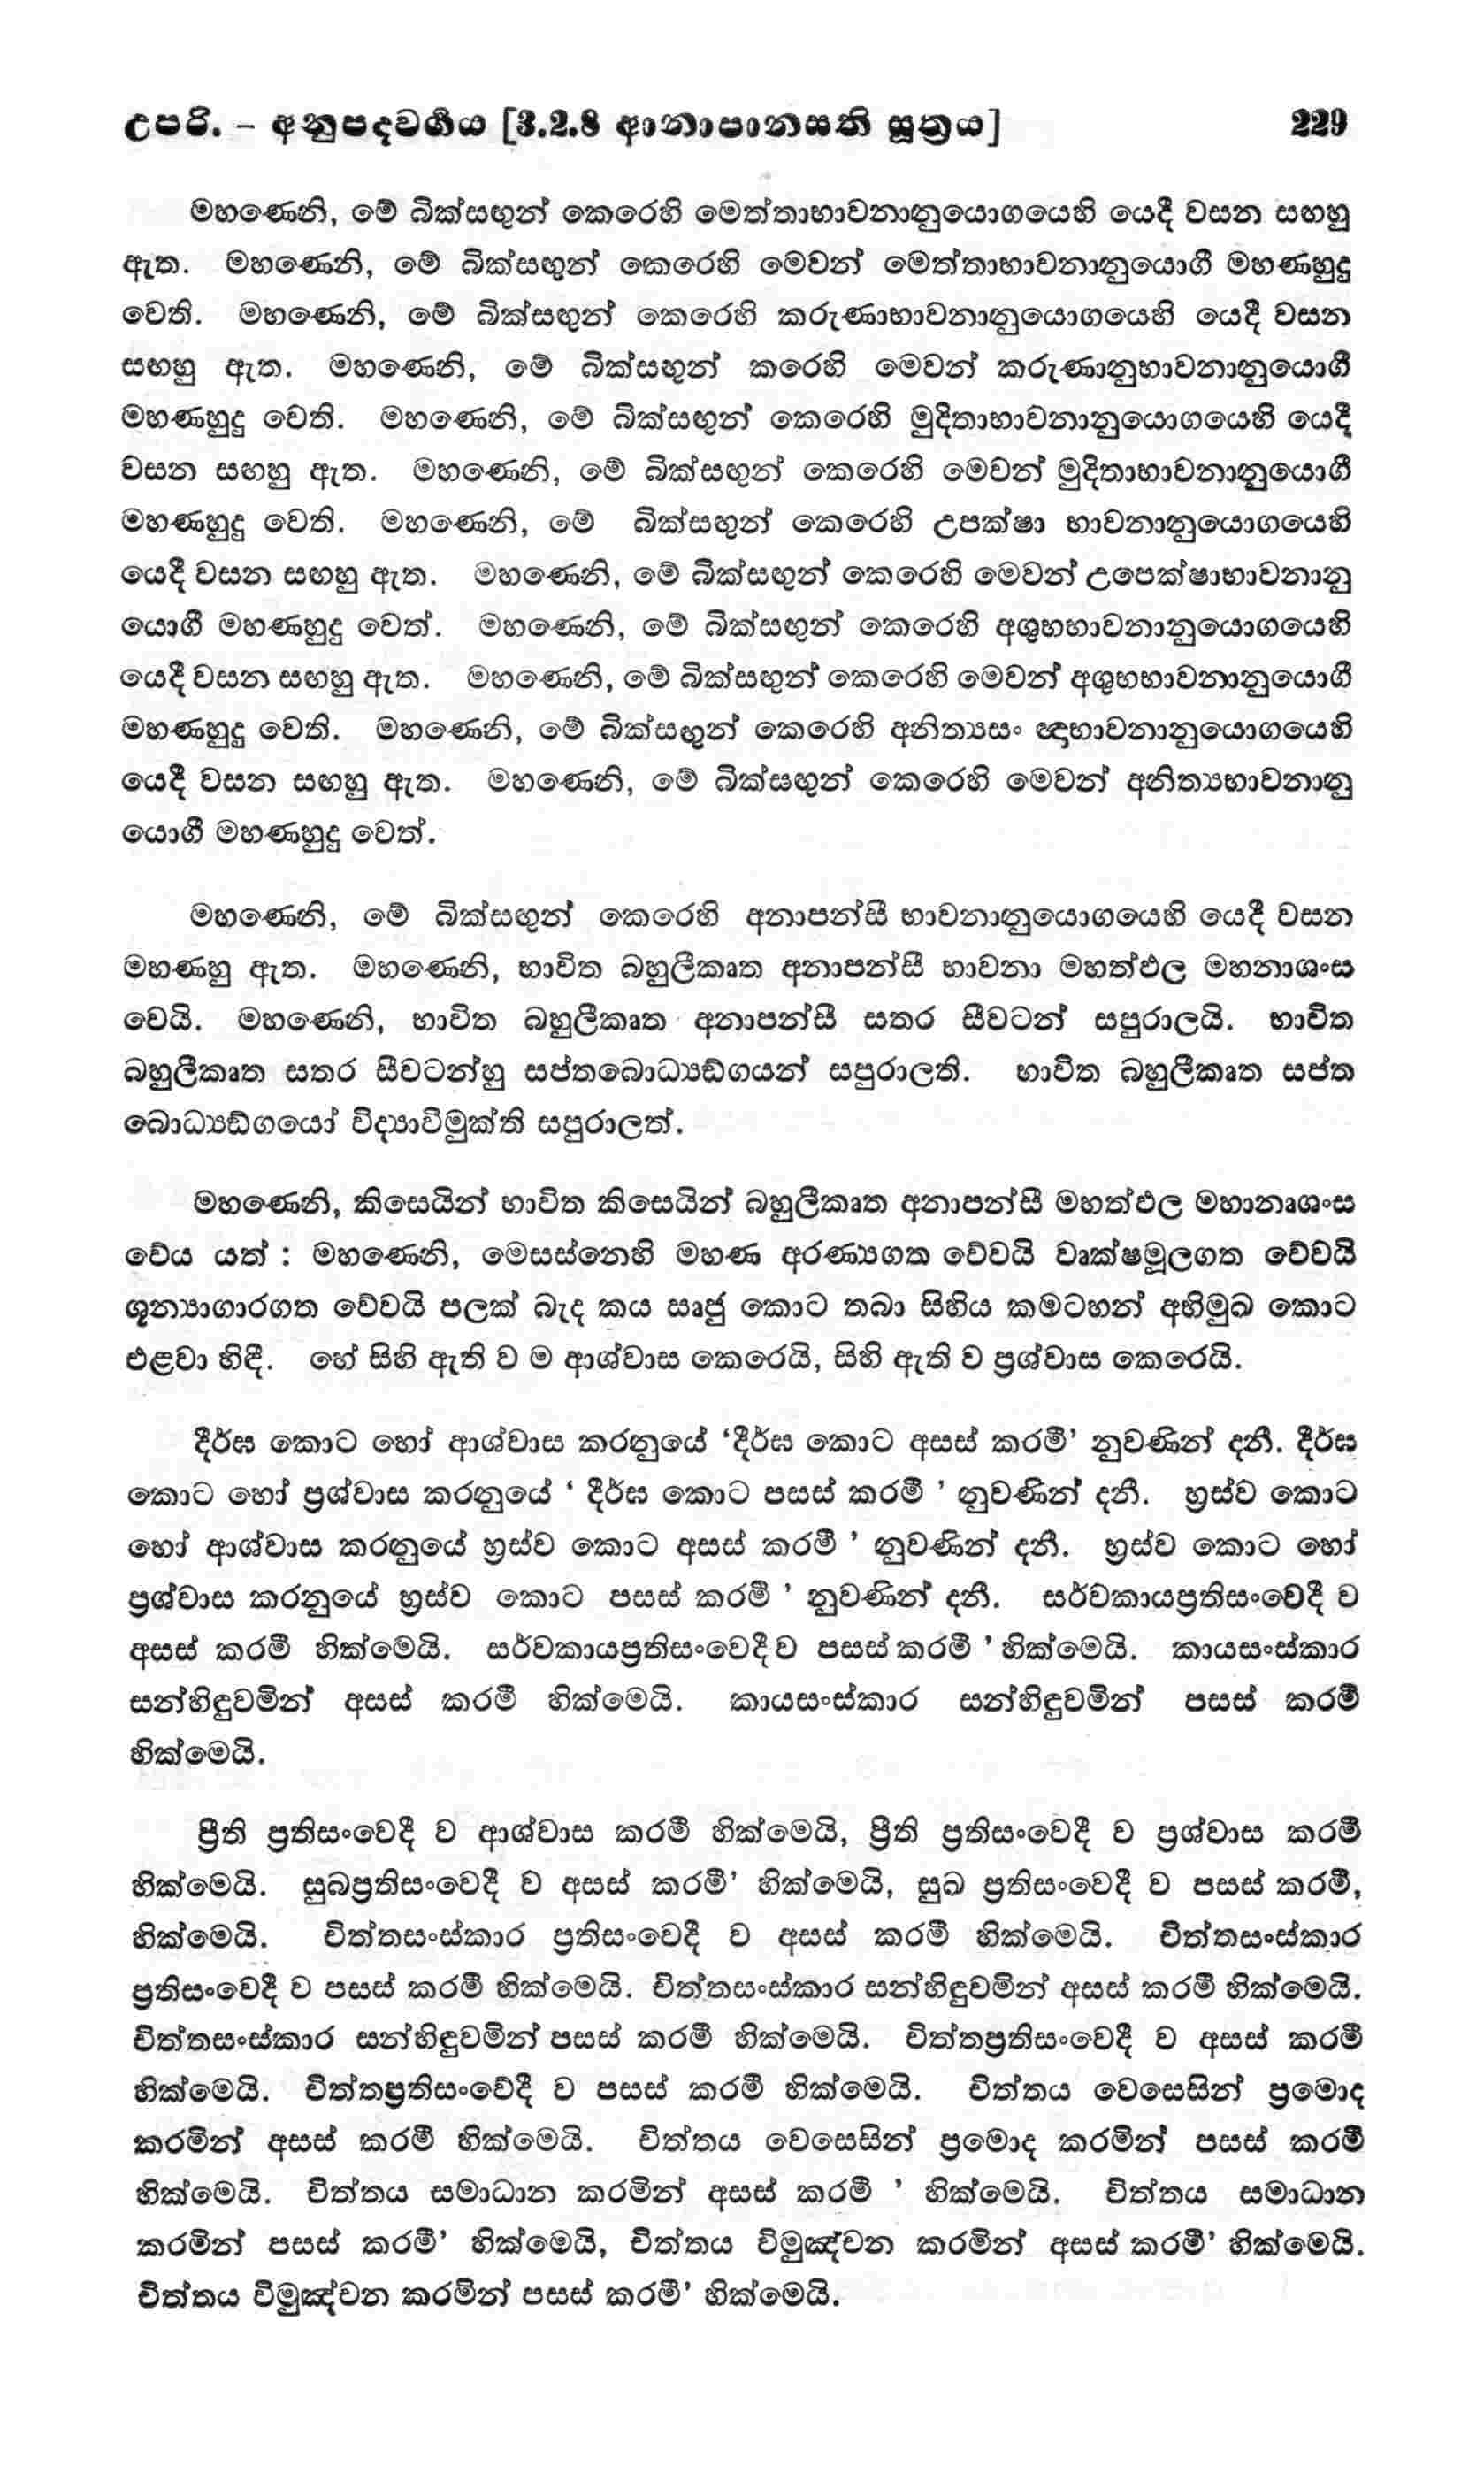 උපරි. – අනුපදවර්‍ගය [3.2.8 ආනාපානසති සූත්‍රය] 229
මහණෙනි, මේ බික්සඟුන් කෙරෙහි මෙත්තාභාවනානුයොගයෙහි යෙදී වසන සඟහු
ඇත. මහණෙනි, මේ බික්සඟුන් කෙරෙහි මෙවන් මෙත්තාභාවනානුයොගී මහණහුදු
වෙති. මහණෙනි, මේ බික්සඟුන් කෙරෙහි කරුණාභාවනානුයොගයෙහි යෙදී වසන
සඟහු ඇත. මහණෙනි, මේ බික්සඟුන් කරෙහි මෙවන් කරුණානුභාවනානුයොගී
මහණහුදු වෙති. මහණෙනි, මේ බික්සඟුන් කෙරෙහි මුදිතාභාවනානුයොගයෙහි යෙදී
වසන සඟහු ඇත. මහණෙනි, මේ බික්සඟුන් කෙරෙහි මෙවන් මුදිතාභාවනානුයොගී
මහණහුදු වෙති. මහණෙනි, මේ බික්සඟුන් කෙරෙහි උපක්ෂා භාවනානුයොගයෙහි
යෙදී වසන සඟහු ඇත. මහණෙනි, මේ බික්සඟුන් කෙරෙහි මෙවන් උපෙක්ෂාභාවනානු
යොගී මහණහුදු වෙත්. මහණෙනි, මේ බික්සඟුන් කෙරෙහි අශුභභාවනානුයොගයෙහි
යෙදී වසන සඟහු ඇත. මහණෙනි, මේ බික්සඟුන් කෙරෙහි මෙවන් අශුභභාවනානුයොගී
මහණහුදු වෙති. මහණෙනි, මේ බික්සඟුන් කෙරෙහි අනිත්‍යසං ඥාභාවනානුයොගයෙහි
යෙදී වසන සඟහු ඇත. මහණෙනි, මේ බික්සඟුන් කෙරෙහි මෙවන් අනිත්‍යභාවනානු
යොගී මහණහුදු වෙත්.
මහණෙනි, මේ බික්සඟුන් කෙරෙහි අනාපන්සී භාවනානුයොගයෙහි යෙදී වසන
මහණහු ඇත. මහණෙනි, භාවිත බහුලීකෘත අනාපන්සී භාවනා මහත්ඵල මහනාශංස
වෙයි. මහණෙනි, භාවිත බහුලීකෘත අනාපන්සී සතර සීවටන් සපුරාලයි. භාවිත
බහුලීකෘත සතර සීවටන්හු සප්තබොධ්‍යඞ්ගයන් සපුරාලති. භාවිත බහුලීකෘත සප්ත
බොධ්‍යඞ්ගයෝ විද්‍යාවිමුක්ති සපුරාලත්.
මහණෙනි, කිසෙයින් භාවිත කිසෙයින් බහුලීකෘත අනාපන්සී මහත්ඵල මහානෘශංස
වේය යත් : මහණෙනි, මෙසස්නෙහි මහණ අරණ්‍යගත වේවයි වෘක්ෂමූලගත වේවයි
ශූන්‍යාගාරගත වේවයි පලක් බැද කය ඍජු කොට තබා සිහිය කමටහන් අභිමුඛ කොට
එළවා හිඳී. හේ සිහි ඇති ව ම ආශ්වාස කෙරෙයි, සිහි ඇති ව ප්‍රශ්වාස කෙරෙයි.
දීර්ඝ කොට හෝ ආශ්වාස කරනුයේ ‘දීර්ඝ කොට අසස් කරමි’ නුවණින් දනී. දීර්ඝ
කොට හෝ ප්‍රශ්වාස කරනුයේ ‘ දීර්ඝ කොට පසස් කරමී ’ නුවණින් දනී. හ්‍රස්ව කොට
හෝ ආශ්වාස කරනුයේ හ්‍රස්ව කොට අසස් කරමී ’ නුවණින් දනී. හ්‍රස්ව කොට හෝ
ප්‍රශ්වාස කරනුයේ හ්‍රස්ව කොට පසස් කරමී ’ නුවණින් දනී. සර්වකායප්‍රතිසංවෙදී ව
අසස් කරමී හික්මෙයි. සර්වකායප්‍රතිසංවෙදීව පසස් කරමී ’ හික්මෙයි. කායසංස්කාර
සන්හිඳුවමින් අසස් කරමී හික්මෙයි. කායසංස්කාර සන්හිඳුවමින් පසස් කරමී
හික්මෙයි.
ප්‍රීති ප්‍රතිසංවෙදී ව ආශ්වාස කරමී හික්මෙයි, ප්‍රීති ප්‍රතිසංවෙදී ව ප්‍රශ්වාස කරමී
හික්මෙයි. සුඛප්‍රතිසංවෙදී ව අසස් කරමී’ හික්මෙයි, සුඛ ප්‍රතිසංවෙදී ව පසස් කරමී,
හික්මෙයි. චිත්තසංස්කාර ප්‍රතිසංවෙදී ව අසස් කරමී හික්මෙයි. චිත්තසංස්කාර
ප්‍රතිසංවෙදී ව පසස් කරමී හික්මෙයි. චිත්තසංස්කාර සන්හිඳුවමින් අසස් කරමී හික්මෙයි.
චිත්තසංස්කාර සන්හිඳුවමින් පසස් කරමී හික්මෙයි. චිත්තප්‍රතිසංවෙදී ව අසස් කරමී
හික්මෙයි. චිත්තප්‍රතිසංවේදී ව පසස් කරමී හික්මෙයි. චිත්තය වෙසෙසින් ප්‍රමොද
කරමින් අසස් කරමී හික්මෙයි. චිත්තය වෙසෙසින් ප්‍රමොද කරමින් පසස් කරමී
හික්මෙයි. චිත්තය සමාධාන කරමින් අසස් කරමී ’ හික්මෙයි. චිත්තය සමාධාන
කරමින් පසස් කරමී’ හික්මෙයි, චිත්තය විමුඤ්චන කරමින් අසස් කරමී’ හික්මෙයි.
චිත්තය විමුඤ්චන කරමින් පසස් කරමී’ හික්මෙයි.